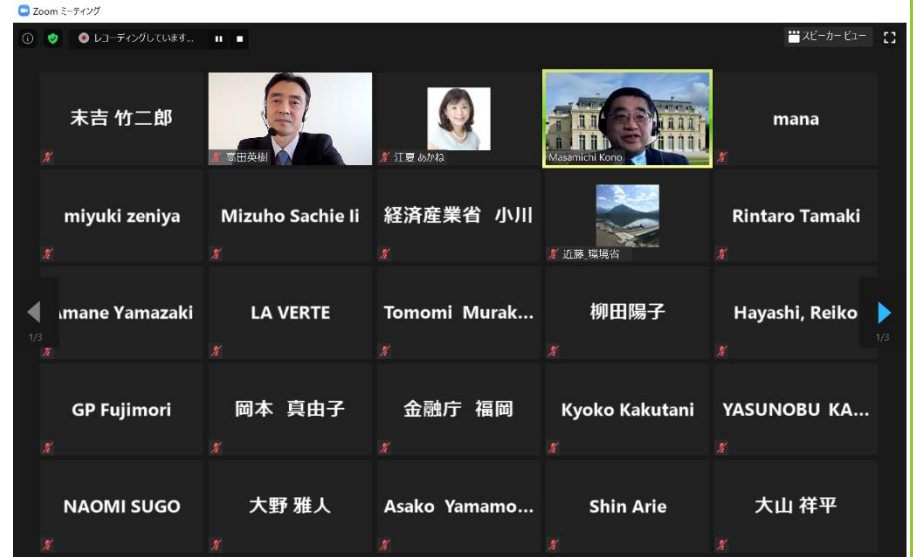 Zoom ミーティング
レコーディングしています...
スピーカー ビュー
末吉 竹二郎
高田英樹
江夏 あかね
Masamichi Kono
mana
miyuki zeniya
Mizuho Sachie Ii
経済産業省 小川
近藤_環境省
Rintaro Tamaki
mane Yamazaki
LA VERTE
Tomomi Murak...
柳田陽子
Hayashi, Reiko
1/3
1/3
GP Fujimori
岡本 真由子
金融庁 福岡
Kyoko Kakutani
YASUNOBU KA...
NAOMI SUGO
大野 雅人
Asako Yamamo...
Shin Arie
大山 祥平